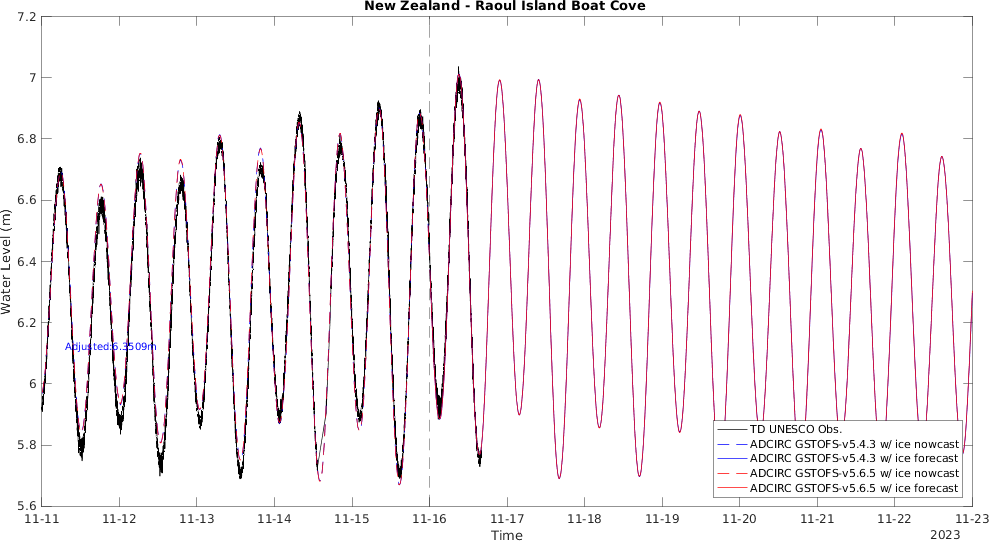 New Zealand - Raoul Island Boat Cove
7.2
7
6.8
6.6
6.4
6.2
6
5.8
5.6
Water Level (m)
Adjusted:6.3509m
TD UNESCO Obs.
ADCIRC GSTOFS-v5.4.3 w/ ice nowcast
ADCIRC GSTOFS-v5.4.3 w/ ice forecast
ADCIRC GSTOFS-v5.6.5 w/ ice nowcast
ADCIRC GSTOFS-v5.6.5 w/ ice forecast
11-11 11-12 11-13 11-14 11-15 11-16 11-17 11-18 11-19 11-20 11-21 11-22 11-23
Time
2023